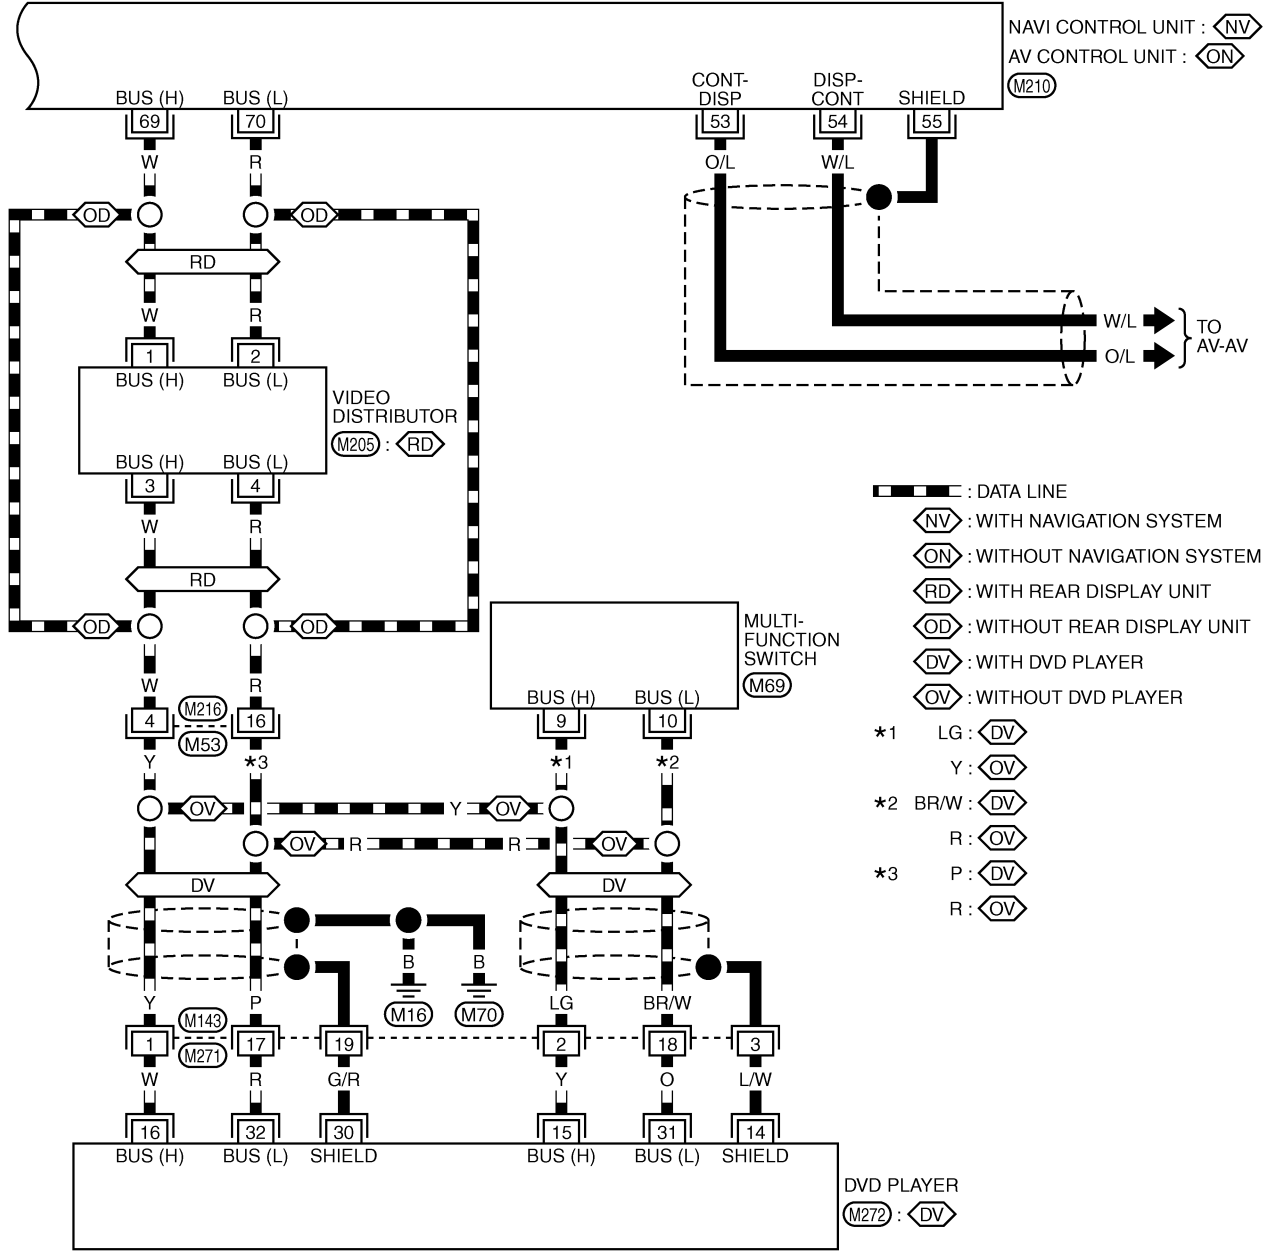 NAVI CONTROL UNIT : NV
AV CONTROL UNIT : ON
M210
BUS (H) BUS (L) CONT-DISP DISP-CONT SHIELD
69 70 53 54 55
W R O/L W/L
OD OD
RD
W R
W/L
O/L
TO
AV-AV
1 2
BUS (H) BUS (L)
VIDEO
DISTRIBUTOR
M205 : RD
BUS (H) BUS (L)
3 4
W R
RD
OD OD
W R
4 M216 16
M53
Y *3
MULTI-
FUNCTION
SWITCH
M69
BUS (H) BUS (L)
9 10
*1 *2
: DATA LINE
NV : WITH NAVIGATION SYSTEM
ON : WITHOUT NAVIGATION SYSTEM
RD : WITH REAR DISPLAY UNIT
OD : WITHOUT REAR DISPLAY UNIT
DV : WITH DVD PLAYER
OV : WITHOUT DVD PLAYER
*1 LG : DV
Y : OV
*2 BR/W : DV
R : OV
*3 P : DV
R : OV
OV Y OV
OV R R OV
DV DV
B B
M16 M70
Y P LG BR/W
M143
1 17 19 2 18 3
M271
W R G/R Y O L/W
16 32 30 15 31 14
BUS (H) BUS (L) SHIELD BUS (H) BUS (L) SHIELD
DVD PLAYER
M272 : DV